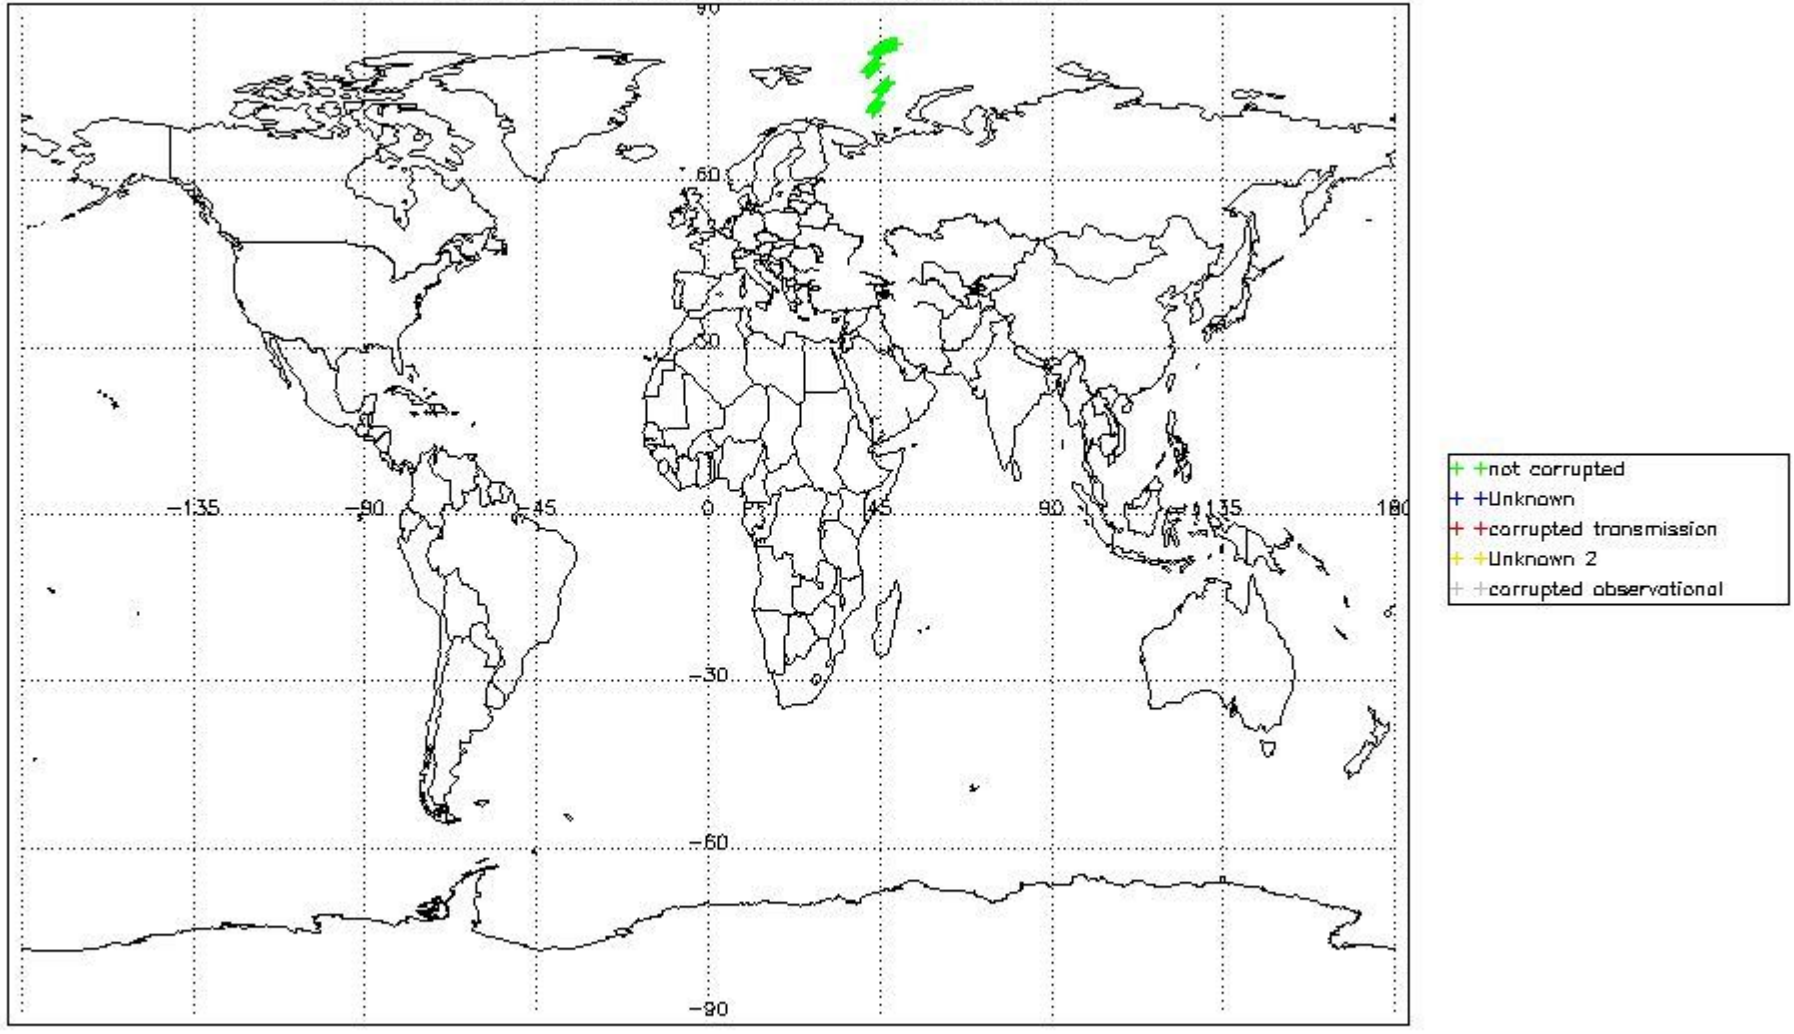 90
60
30
-135 -90 -45 0 45 90 135 180
-30
-60
-90
not corrupted
Unknown
corrupted transmission
Unknown 2
corrupted observational